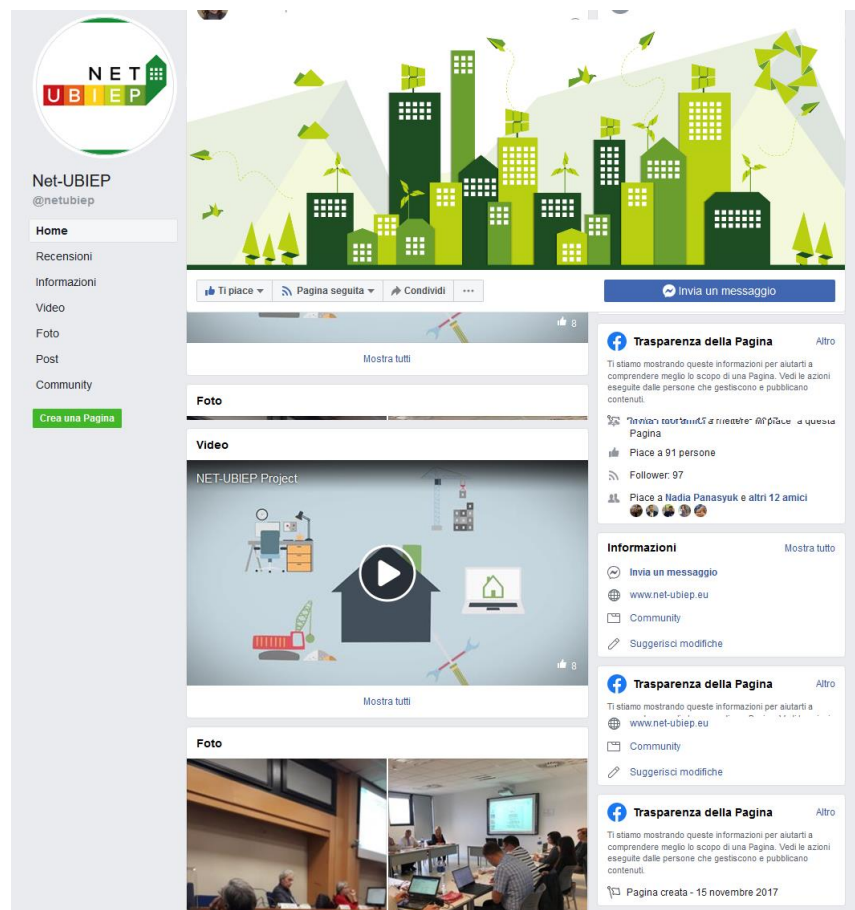 NET
UBIEP
Net-UBIEP
@netubiep
Home
Recensioni
Informazioni
Video
Foto
Post
Community
Crea una Pagina
Ti piace
Pagina seguita
Condividi
...
Invia un messaggio
8
Mostra tutti
Foto
Video
NET-UBIEP Project
8
Mostra tutti
Foto
Trasparenza della Pagina
Altro
Ti stiamo mostrando queste informazioni per aiutarti a
comprendere meglio lo scopo di una Pagina. Vedi le azioni
eseguite dalle persone che gestiscono e pubblicano
contenuti.
a questa
Pagina
Piace a 91 persone
Follower: 97
Piace a Nadia Panasyuk e altri 12 amici
Informazioni
Mostra tutto
Invia un messaggio
www.net-ubiep.eu
Community
Suggerisci modifiche
Trasparenza della Pagina
Altro
Ti stiamo mostrando queste informazioni per aiutarti a
www.net-ubiep.eu
Community
Suggerisci modifiche
Trasparenza della Pagina
Altro
Ti stiamo mostrando queste informazioni per aiutarti a
comprendere meglio lo scopo di una Pagina. Vedi le azioni
eseguite dalle persone che gestiscono e pubblicano
contenuti.
Pagina creata - 15 novembre 2017